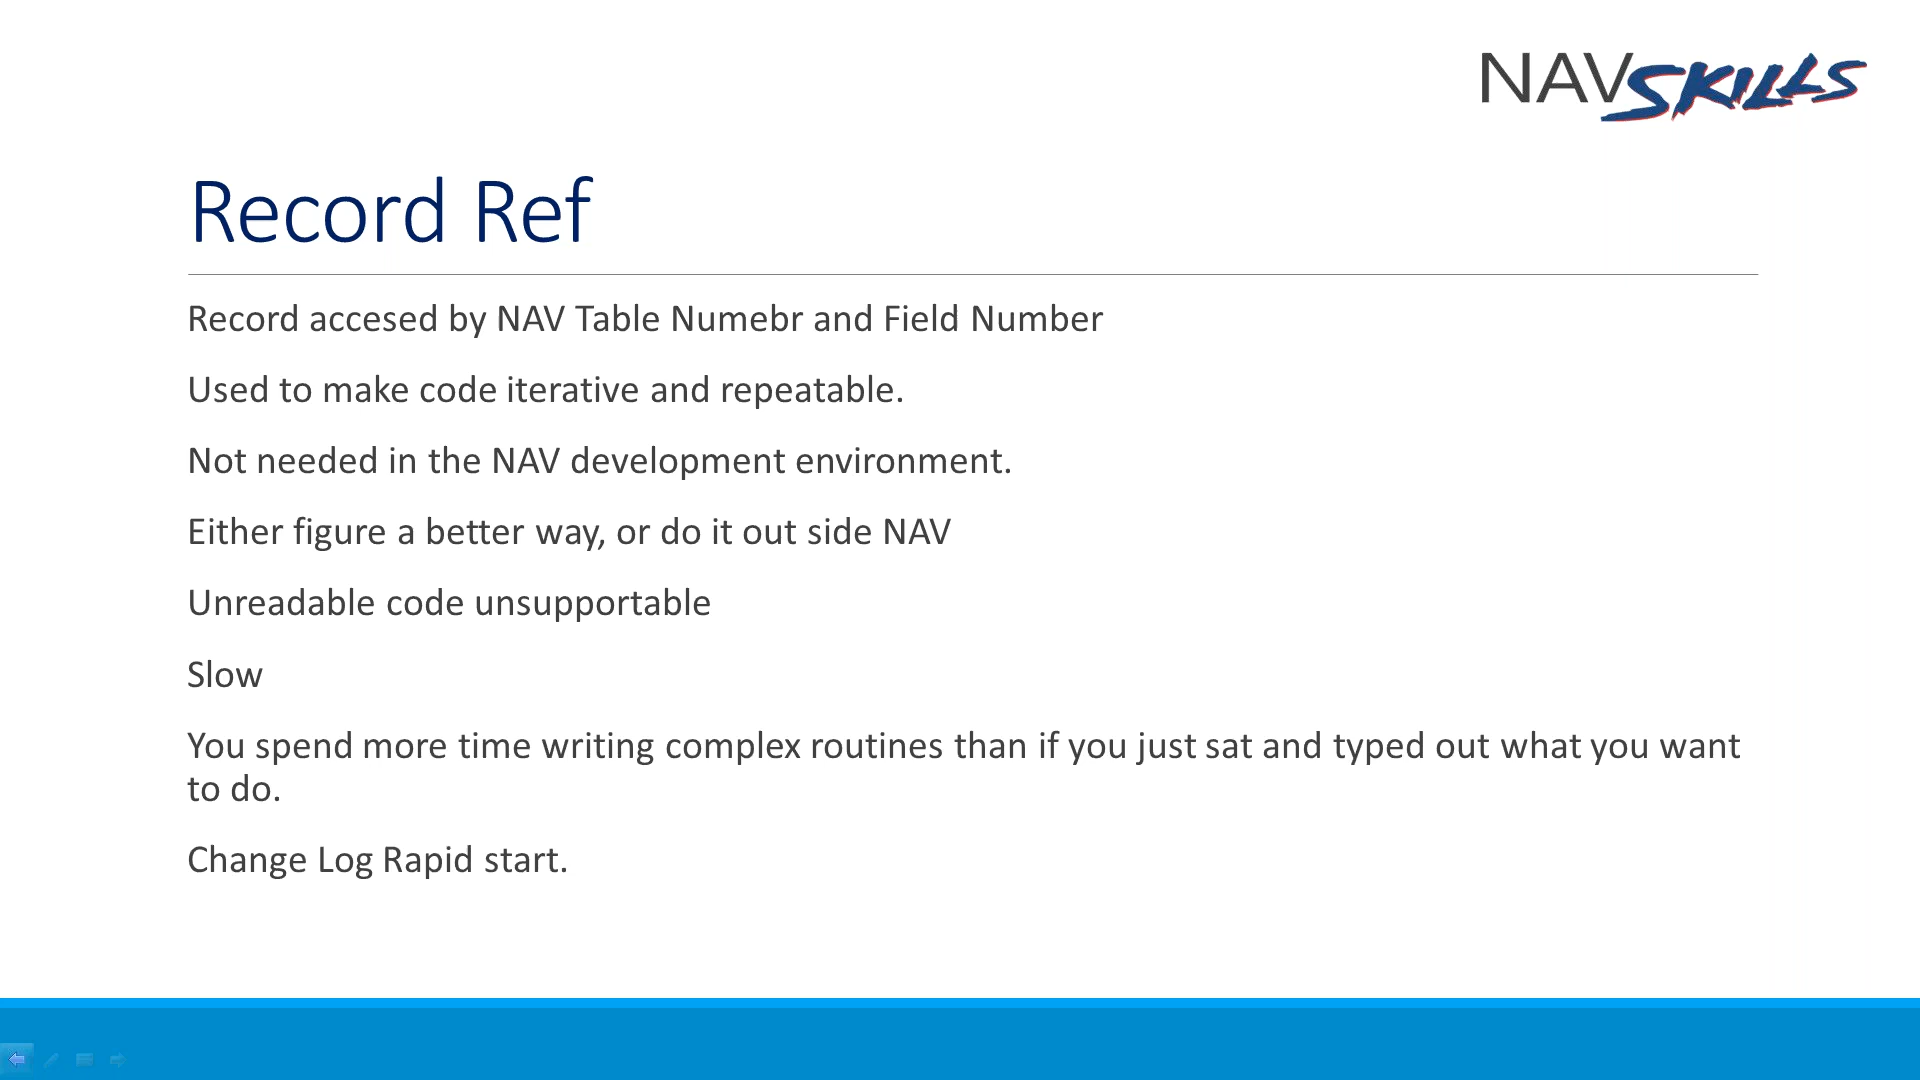 NAVSKILLS
Record Ref
Record accesed by NAV Table Numebr and Field Number
Used to make code iterative and repeatable.
Not needed in the NAV development environment.
Either figure a better way, or do it out side NAV
Unreadable code unsupportable
Slow
You spend more time writing complex routines than if you just sat and typed out what you want
to do.
Change Log Rapid start.